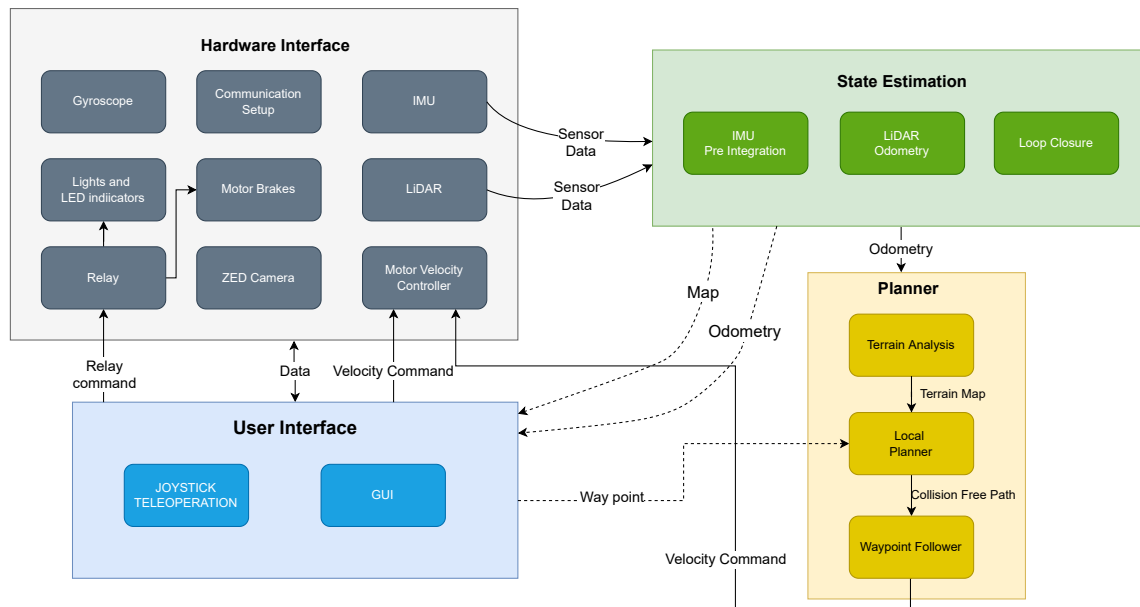 Hardware Interface
Gyroscope
Communication
Setup
IMU
Lights and
LED indiicators
Motor Brakes
LiDAR
Relay
ZED Camera
Motor Velocity
Controller
Sensor
Data
Sensor
Data
State Estimation
IMU
Pre Integration
LiDAR
Odometry
Loop Closure
Map
Odometry
Odometry
Planner
Terrain Analysis
Terrain Map
Local
Planner
Collision Free Path
Waypoint Follower
Relay
command
Data
Velocity Command
User Interface
JOYSTICK
TELEOPERATION
GUI
Way point
Velocity Command